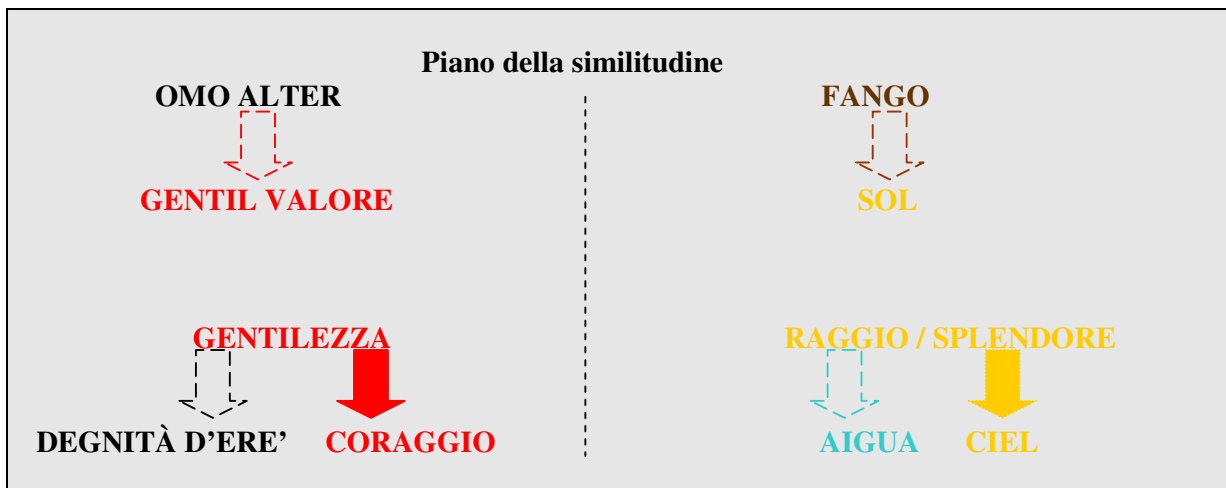 Piano della similitudine
OMO ALTER FANGO
GENTIL VALORE SOL
GENTILEZZA RAGGIO / SPLENDORE
DEGNITÀ D’ERE’ CORAGGIO AIGUA CIEL